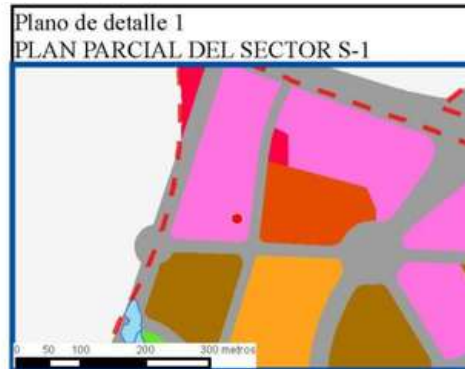 Plano de detalle 1
PLAN PARCIAL DEL SECTOR S-1
0 50 100 200 300 metros